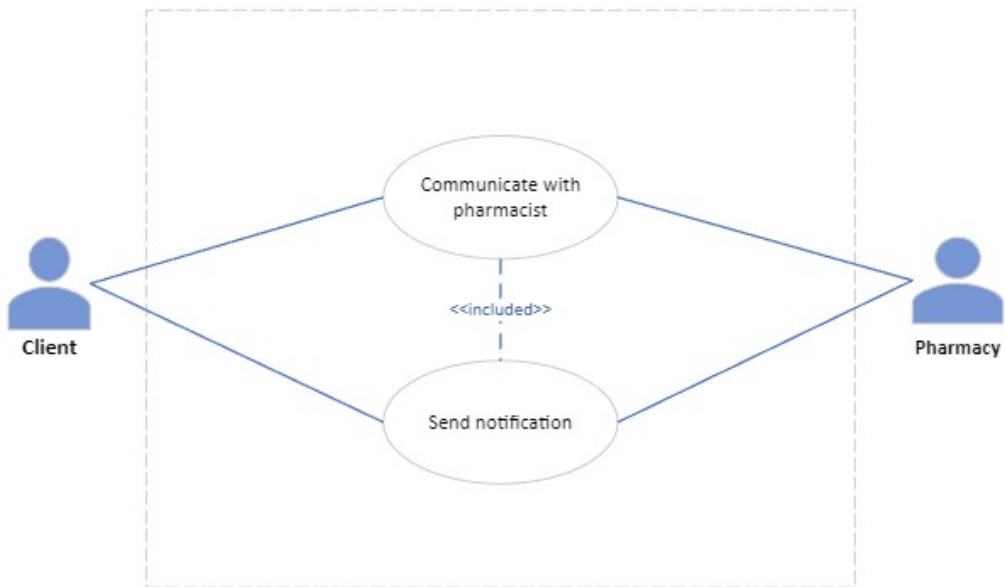 Communicate with
pharmacist
<<included>>
Client
Pharmacy
Send notification